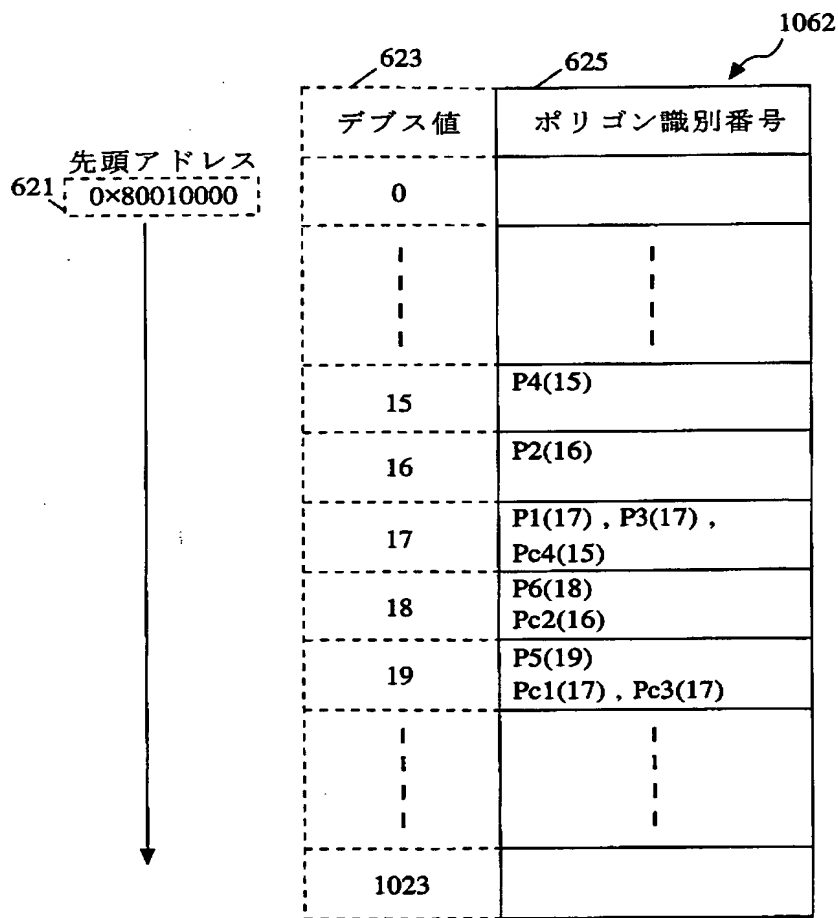 1062
623
625
デプス値
ポリゴン識別番号
先頭アドレス
621
0×80010000
0
15
P4(15)
16
P2(16)
17
P1(17) , P3(17) ,
Pc4(15)
18
P6(18)
Pc2(16)
19
P5(19)
Pc1(17) , Pc3(17)
1023